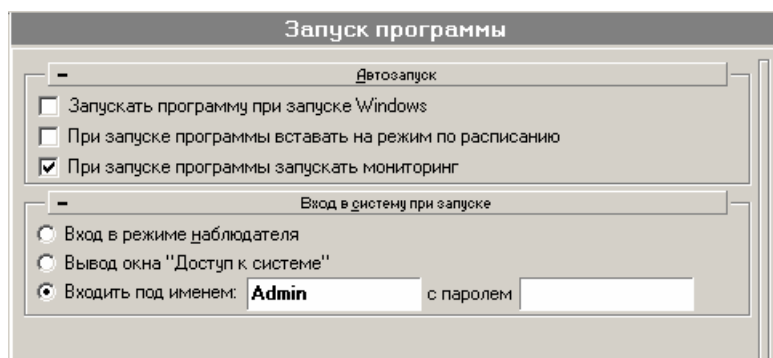 Запуск программы
Автозапуск
Запускать программу при запуске Windows
При запуске программы вставать на режим по расписанию
При запуске программы запускать мониторинг
Вход в систему при запуске
Вход в режиме наблюдателя
Вывод окна "Доступ к системе"
Входить под именем: Admin с паролем